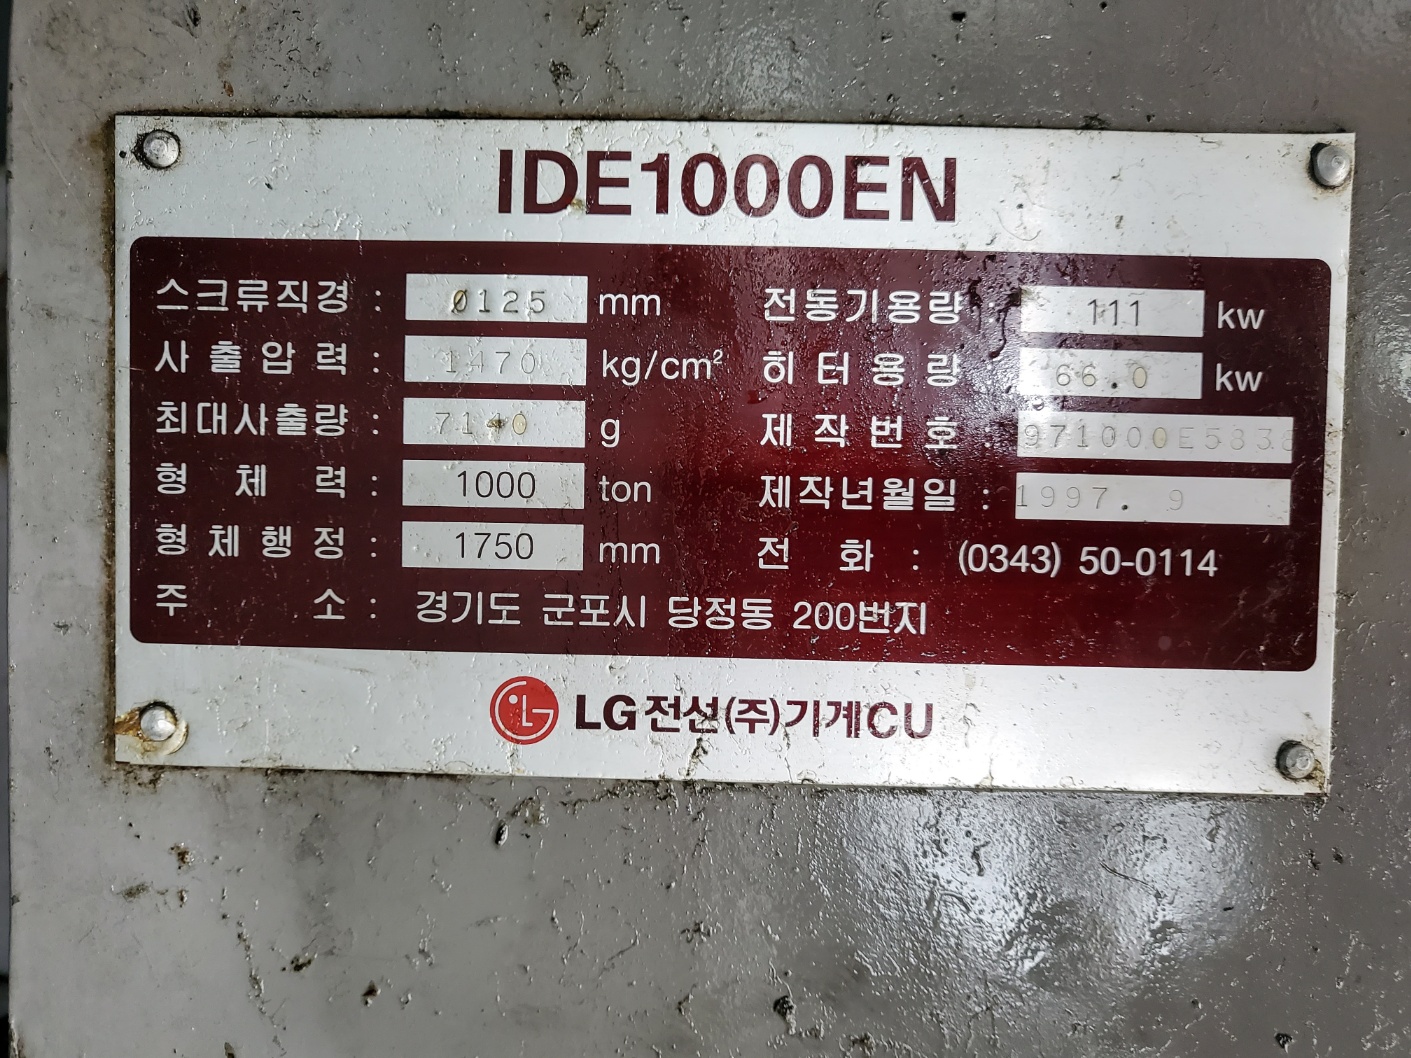 IDE1000EN
스크류직경 : Ø125 mm 전동기용량 : 111 kw
사출압력 : 1470 kg/cm² 히터용량 : 66.0 kw
최대사출량 : 7140 g 제작번호 :
형체력 : 1000 ton 제작년월일 : 1997. 9
형체행정 : 1750 mm 전화 : (0343) 50-0114
주소 : 경기도 군포시 당정동 200번지
LG전선(주)기계CU